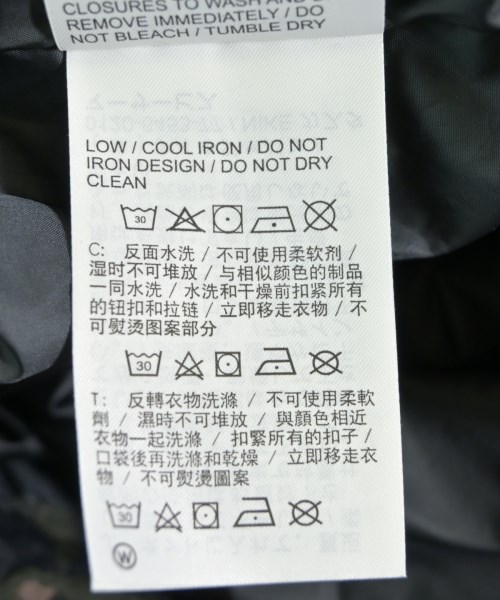 CLOSURES TO WASH AND
REMOVE IMMEDIATELY / DO
NOT BLEACH / TUMBLE DRY
LOW / COOL IRON / DO NOT
IRON DESIGN / DO NOT DRY
CLEAN
30
C: 反面水洗 / 不可使用柔软剂 /
湿时不可堆放 / 与相似颜色的制品
一同水洗 / 水洗和干燥前扣紧所有
的钮扣和拉链 / 立即移走衣物 / 不
可熨烫图案部分
30
T: 反轉衣物洗滌 / 不可使用柔軟
劑 / 濕時不可堆放 / 與顏色相近
衣物一起洗滌 / 扣緊所有的扣子 /
口袋後再洗滌和乾燥 / 立即移走衣
物 / 不可熨燙圖案
30
W